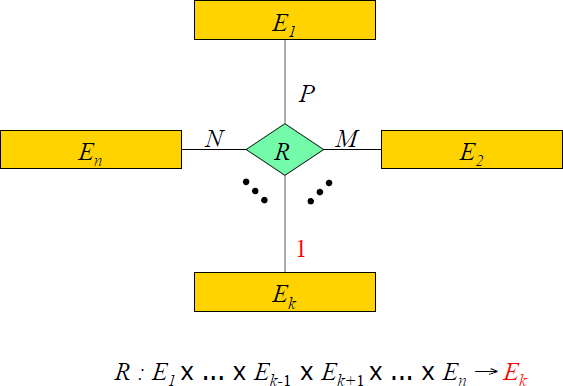 E1
P
En N R M E2
1
Ek
R : E1 x ... x Ek-1 x Ek+1 x ... x En → Ek